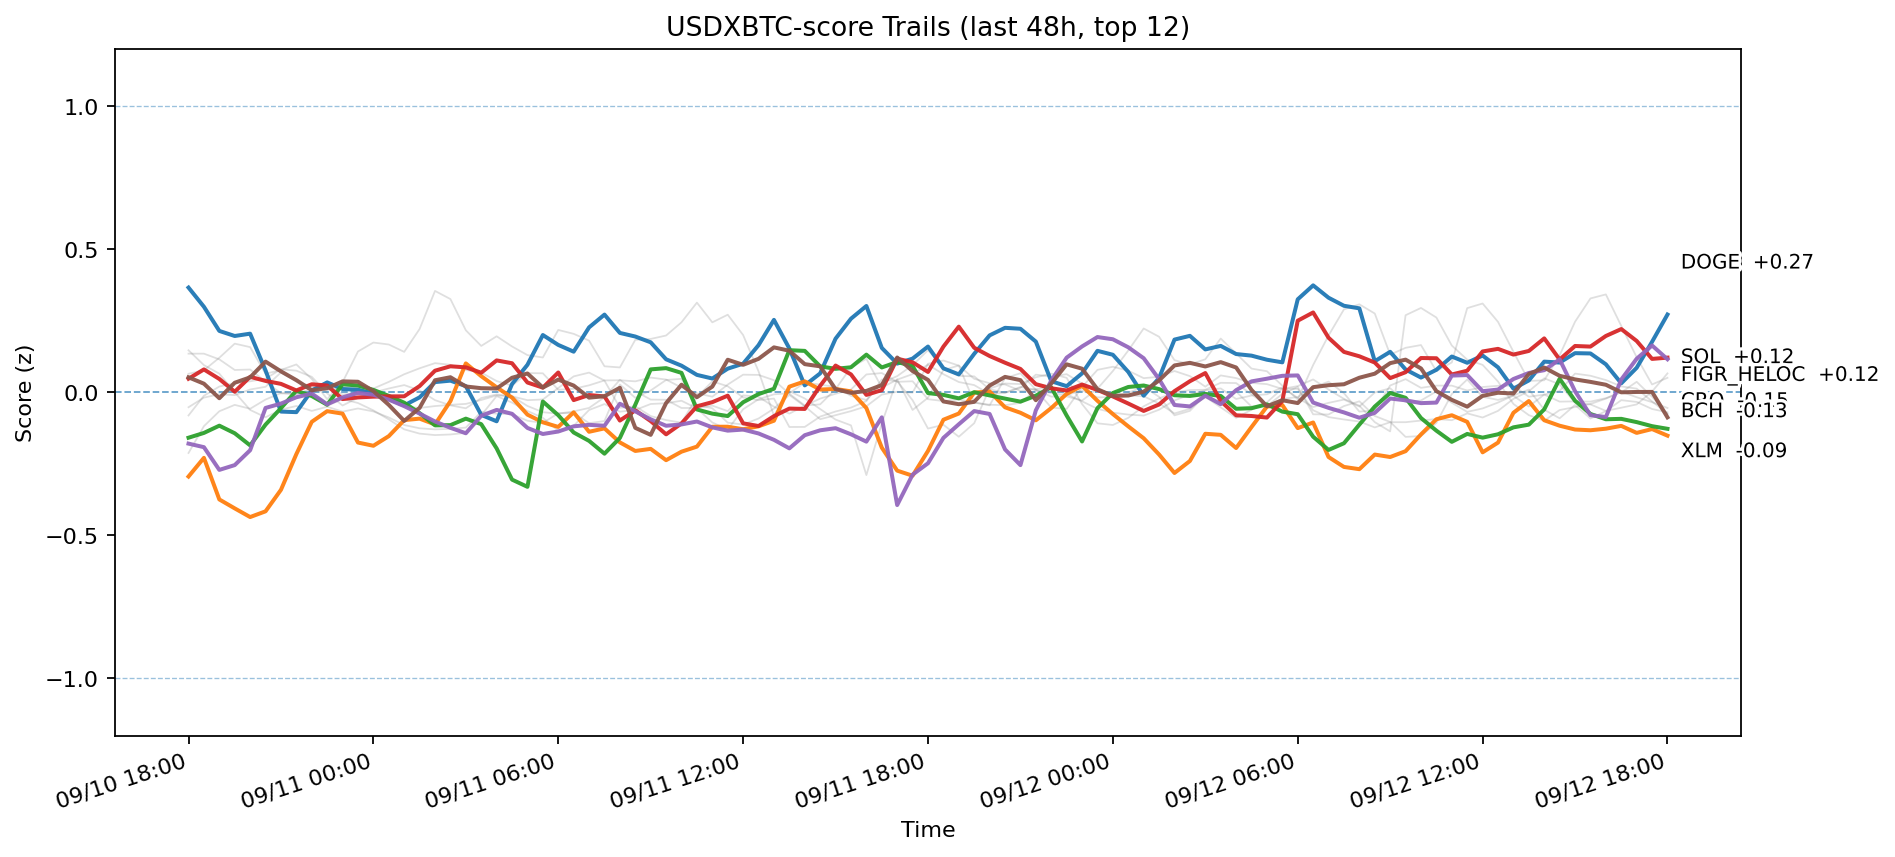 USDXBTC-score Trails (last 48h, top 12)
Score (z)
1.0
0.5
0.0
−0.5
−1.0
DOGE +0.27
SOL +0.12
FIGR_HELOC +0.12
CRO -0.15
BCH -0.13
XLM -0.09
09/10 18:00
09/11 00:00
09/11 06:00
09/11 12:00
09/11 18:00
09/12 00:00
09/12 06:00
09/12 12:00
09/12 18:00
Time